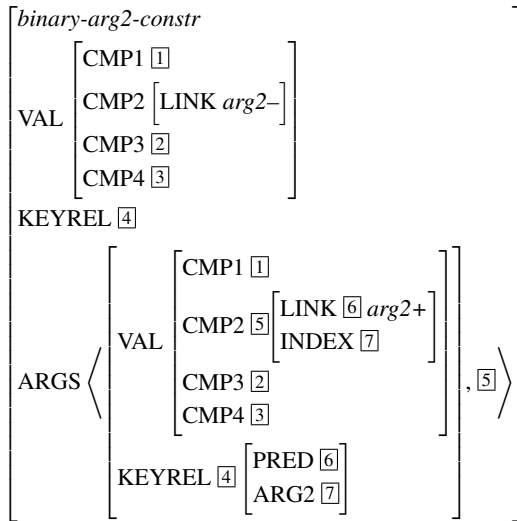 binary-arg2-constr
CMP1 1
VAL CMP2 [LINK arg2–]
CMP3 2
CMP4 3
KEYREL 4
CMP1 1
VAL CMP2 5 [LINK 6 arg2+
INDEX 7]
CMP3 2
CMP4 3
ARGS ⟨ , 5 ⟩
KEYREL 4 [PRED 6
ARG2 7]